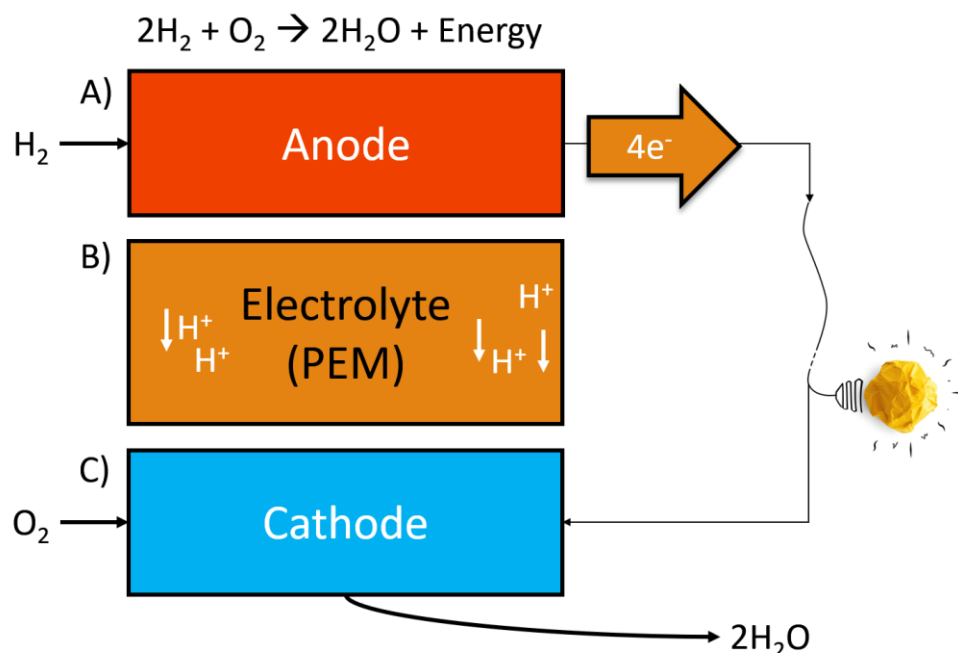 2H₂ + O₂ → 2H₂O + Energy
A)
H₂
Anode
4e⁻
B)
H⁺
H⁺
H⁺
H⁺
Electrolyte
(PEM)
C)
O₂
Cathode
2H₂O